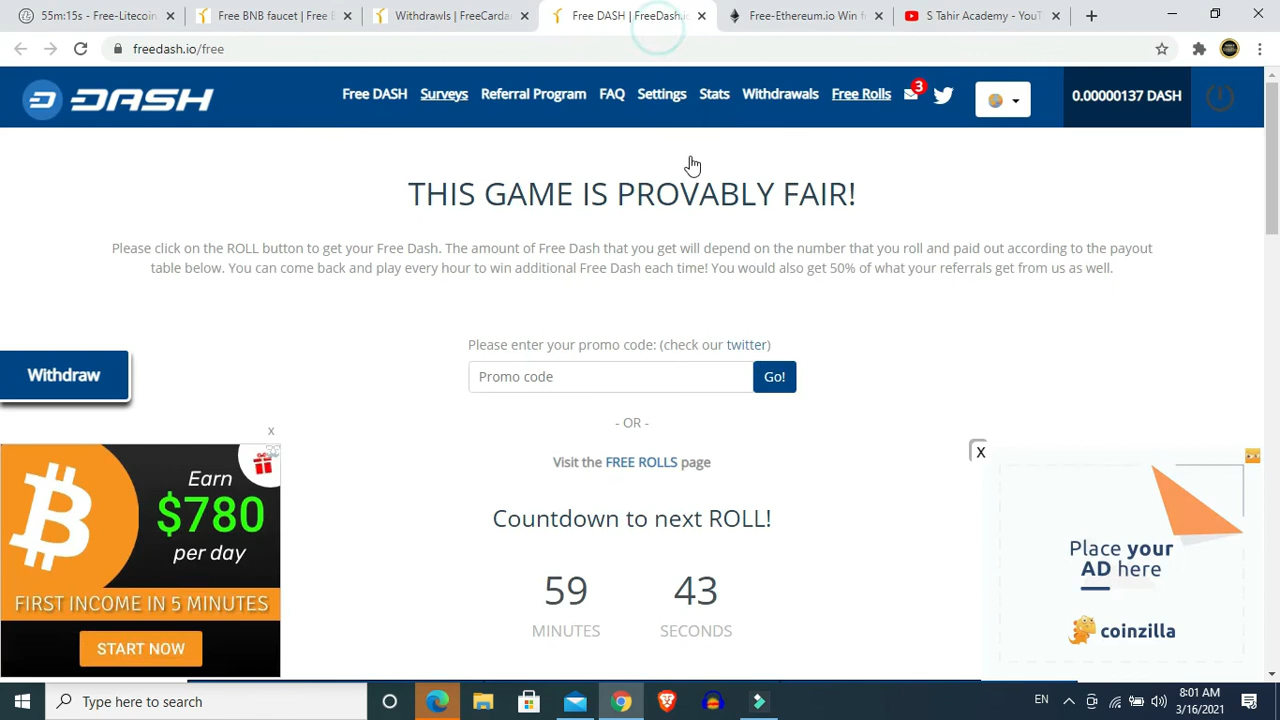 55m:15s - Free-Litecoin
Free BNB faucet | Free B
Withdrawls | FreeCardan
Free DASH | FreeDash.io
Free-Ethereum.io Win f
S Tahir Academy - YouT
freedash.io/free
DASH
Free DASH
Surveys
Referral Program
FAQ
Settings
Stats
Withdrawals
Free Rolls
3
0.00000137 DASH
THIS GAME IS PROVABLY FAIR!
Please click on the ROLL button to get your Free Dash. The amount of Free Dash that you get will depend on the number that you roll and paid out according to the payout
table below. You can come back and play every hour to win additional Free Dash each time! You would also get 50% of what your referrals get from us as well.
Please enter your promo code: (check our twitter)
Promo code
Go!
- OR -
Visit the FREE ROLLS page
Withdraw
Countdown to next ROLL!
59
43
MINUTES
SECONDS
x
Earn
$780
per day
FIRST INCOME IN 5 MINUTES
START NOW
X
Place your
AD here
coinzilla
Type here to search
EN
8:01 AM
3/16/2021